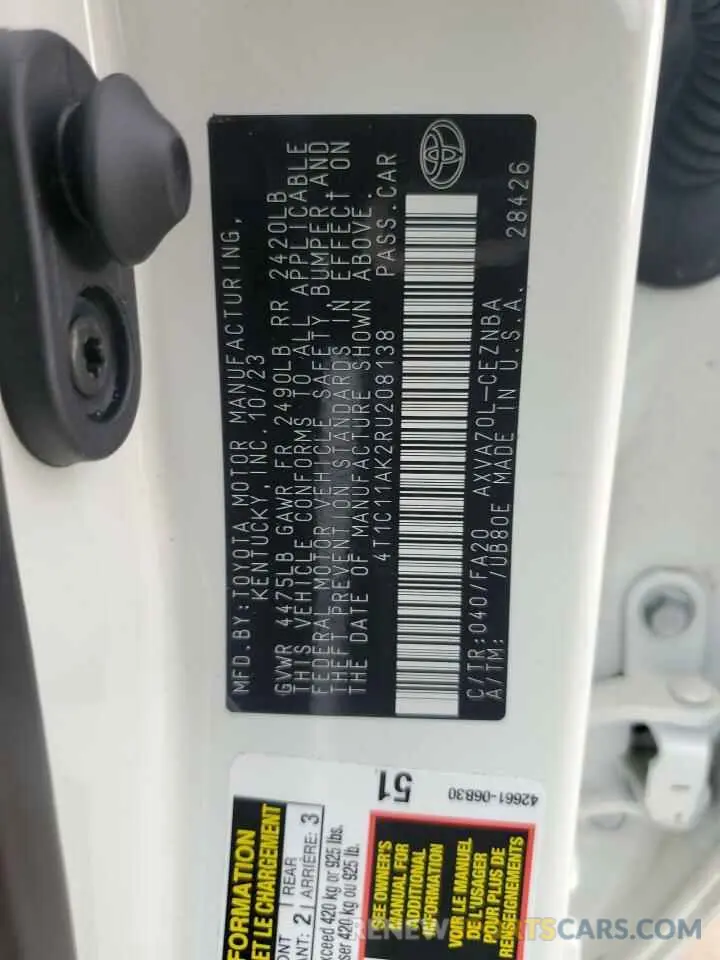 MFD.BY:TOYOTA MOTOR MANUFACTURING,
KENTUCKY, INC. 10/23
GVWR 4475LB GAWR FR 2490LB RR 2420LB
THIS VEHICLE CONFORMS TO ALL APPLICABLE
FEDERAL MOTOR VEHICLE SAFETY BUMPER AND
THEFT PREVENTION STANDARDS IN EFFECT ON
THE DATE OF MANUFACTURE SHOWN ABOVE.
4T1C11AK2RU208138 PASS.CAR
C/TR:040/FA20 AXVA70L-CEZNBA
A/TM: /UB80E MADE IN U.S.A. 28426
51
42661-06B30
FORMATION
ET LE CHARGEMENT
2 REAR
ANT: 2 ARRIÈRE: 3
xceed 420 kg or 925 lbs.
ser 420 kg ou 925 lb.
SEE OWNER'S
MANUAL FOR
ADDITIONAL
INFORMATION
VOIR LE MANUEL
DE L'USAGER
POUR PLUS DE
RENSEIGNEMENTS